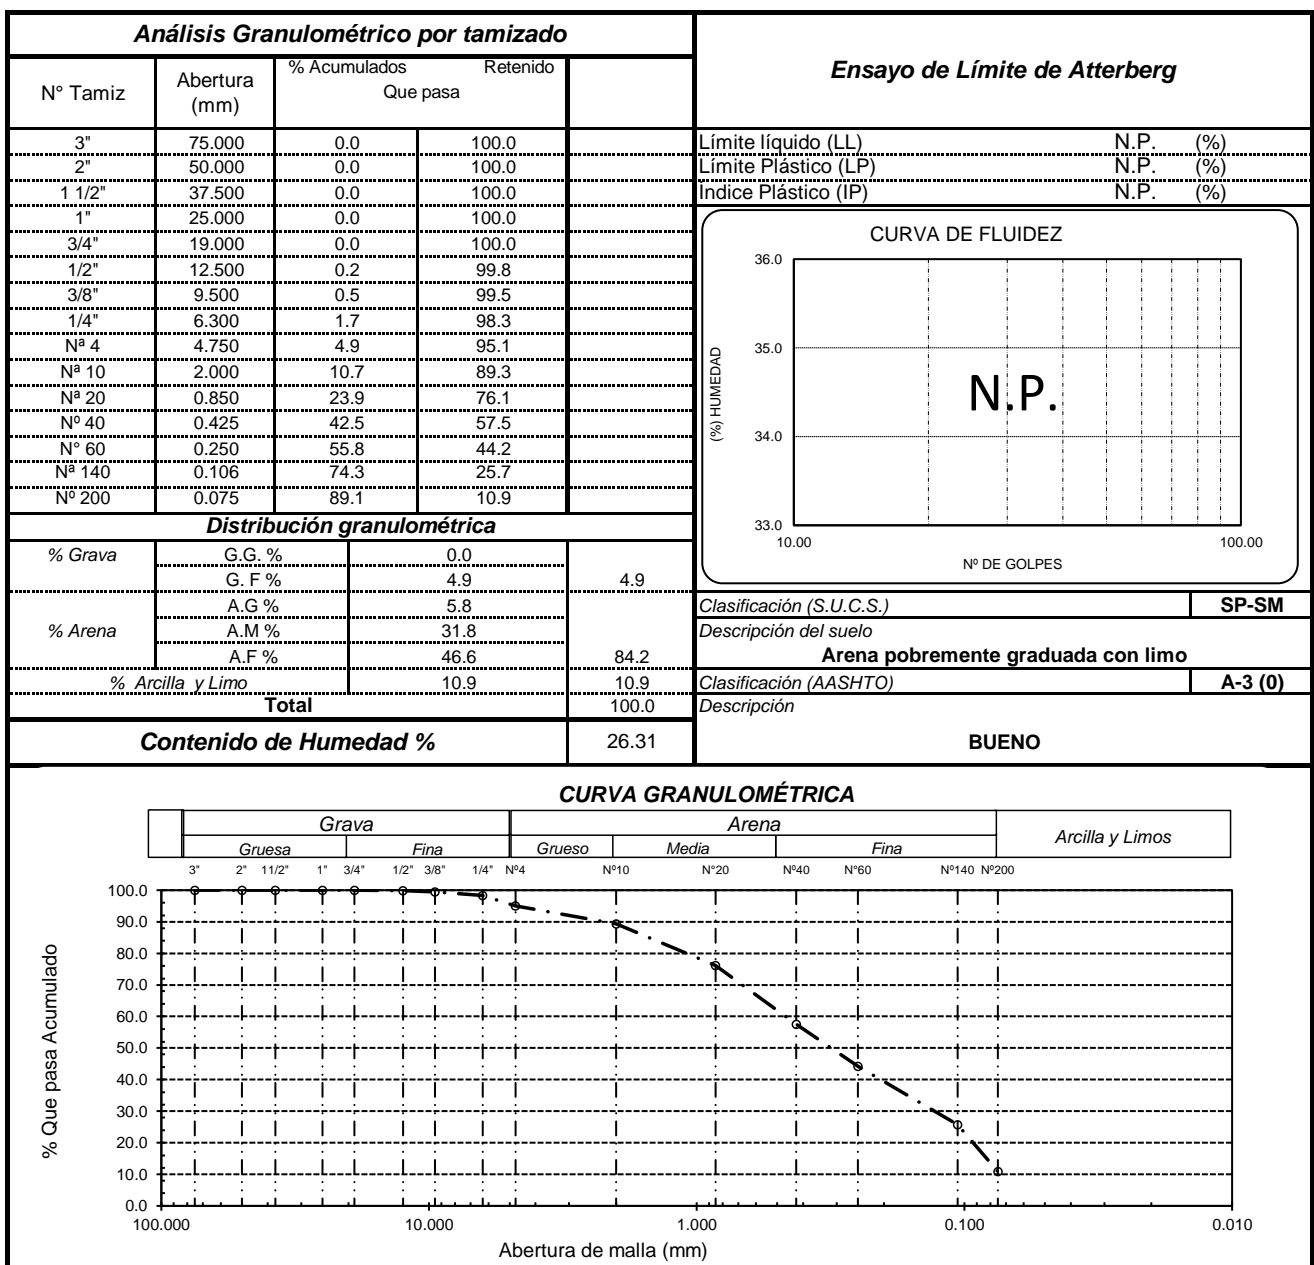 Análisis Granulométrico por tamizado
N° Tamiz Abertura (mm) % Acumulados Retenido Que pasa
3" 75.000 0.0 100.0
2" 50.000 0.0 100.0
1 1/2" 37.500 0.0 100.0
1" 25.000 0.0 100.0
3/4" 19.000 0.0 100.0
1/2" 12.500 0.2 99.8
3/8" 9.500 0.5 99.5
1/4" 6.300 1.7 98.3
Nª 4 4.750 4.9 95.1
Nª 10 2.000 10.7 89.3
Nª 20 0.850 23.9 76.1
Nº 40 0.425 42.5 57.5
N° 60 0.250 55.8 44.2
Nª 140 0.106 74.3 25.7
Nº 200 0.075 89.1 10.9
Distribución granulométrica
% Grava G.G. % 0.0
G. F % 4.9 4.9
A.G % 5.8
% Arena A.M % 31.8
A.F % 46.6 84.2
% Arcilla y Limo 10.9 10.9
Total 100.0
Contenido de Humedad % 26.31
Ensayo de Límite de Atterberg
Límite líquido (LL) N.P. (%)
Límite Plástico (LP) N.P. (%)
Indice Plástico (IP) N.P. (%)
CURVA DE FLUIDEZ
36.0
35.0
34.0
33.0
(%) HUMEDAD
N.P.
10.00 100.00
Nº DE GOLPES
Clasificación (S.U.C.S.) SP-SM
Descripción del suelo
Arena pobremente graduada con limo
Clasificación (AASHTO) A-3 (0)
Descripción
BUENO
CURVA GRANULOMÉTRICA
Grava Arena Arcilla y Limos
Gruesa Fina Grueso Media Fina
3" 2" 11/2" 1" 3/4" 1/2" 3/8" 1/4" Nº4 N°10 N°20 N°40 N°60 Nº140 Nº200
100.0
90.0
80.0
70.0
60.0
50.0
40.0
30.0
20.0
10.0
0.0
% Que pasa Acumulado
100.000 10.000 1.000 0.100 0.010
Abertura de malla (mm)